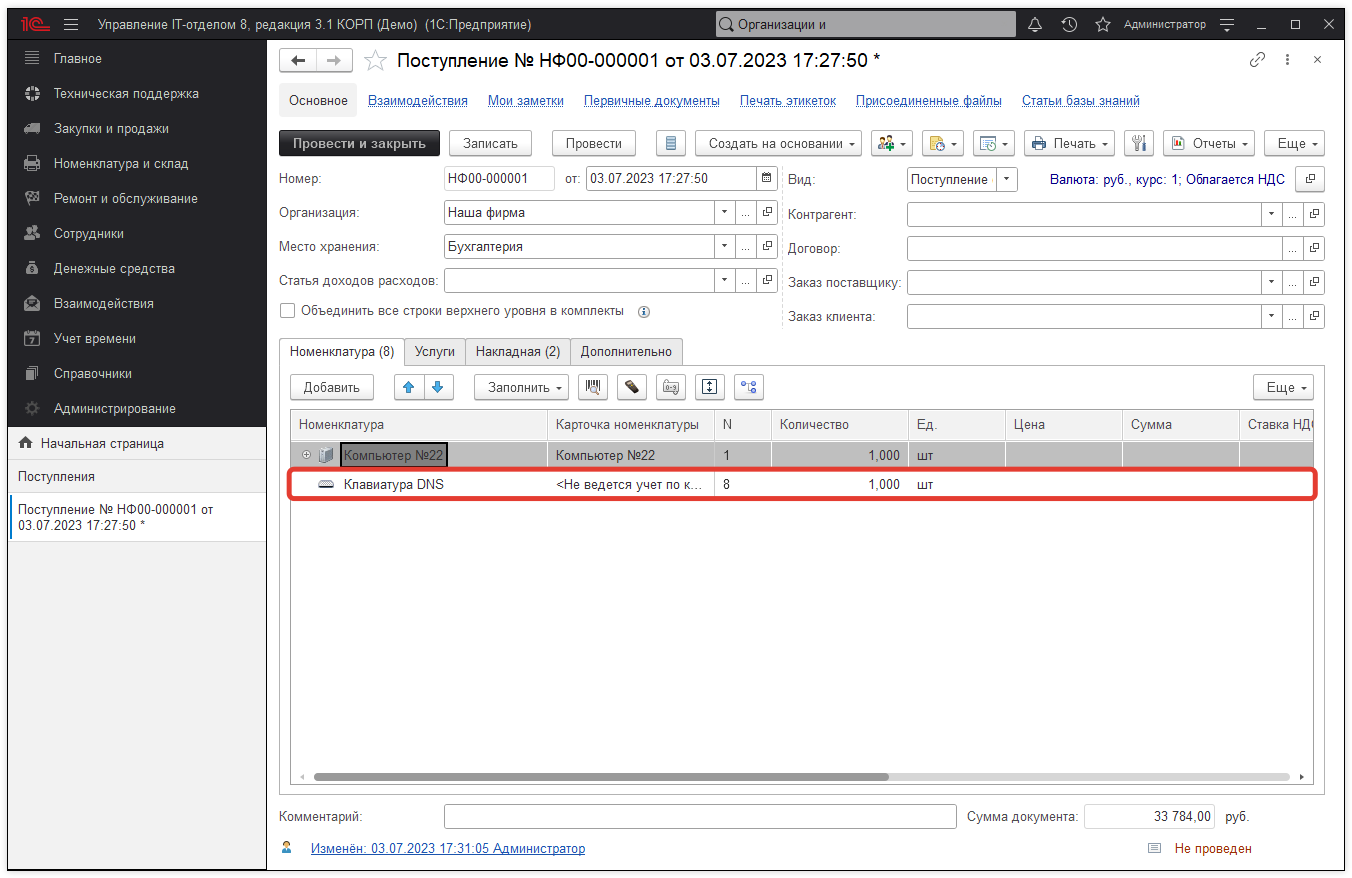 1С Управление IT-отделом 8, редакция 3.1 КОРП (Демо) (1С:Предприятие) Организации и Администратор
Главное
Техническая поддержка
Закупки и продажи
Номенклатура и склад
Ремонт и обслуживание
Сотрудники
Денежные средства
Взаимодействия
Учет времени
Справочники
Администрирование
Начальная страница
Поступления
Поступление № НФ00-000001 от
03.07.2023 17:27:50 *
Поступление № НФ00-000001 от 03.07.2023 17:27:50 *
Основное Взаимодействия Мои заметки Первичные документы Печать этикеток Присоединенные файлы Статьи базы знаний
Провести и закрыть Записать Провести Создать на основании Печать Отчеты Еще
Номер: НФ00-000001 от: 03.07.2023 17:27:50 Вид: Поступление Валюта: руб., курс: 1; Облагается НДС
Организация: Наша фирма Контрагент:
Место хранения: Бухгалтерия Договор:
Статья доходов расходов: Заказ поставщику:
Объединить все строки верхнего уровня в комплекты Заказ клиента:
Номенклатура (8) Услуги Накладная (2) Дополнительно
Добавить Заполнить Еще
Номенклатура Карточка номенклатуры N Количество Ед. Цена Сумма Ставка НДС
Компьютер №22 Компьютер №22 1 1,000 шт
Клавиатура DNS <Не ведется учет по к... 8 1,000 шт
Комментарий: Сумма документа: 33 784,00 руб.
Изменён: 03.07.2023 17:31:05 Администратор Не проведен